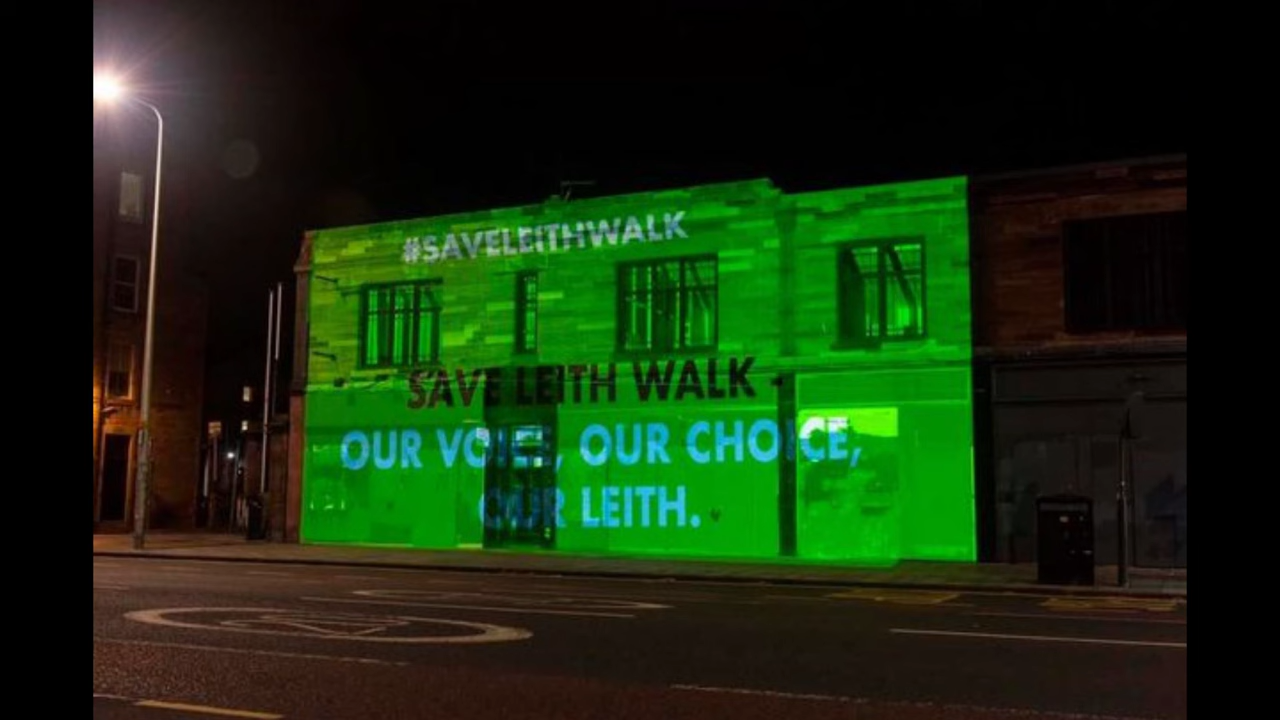 #SAVELEITHWALK
SAVE LEITH WALK
OUR VOICE, OUR CHOICE,
OUR LEITH.